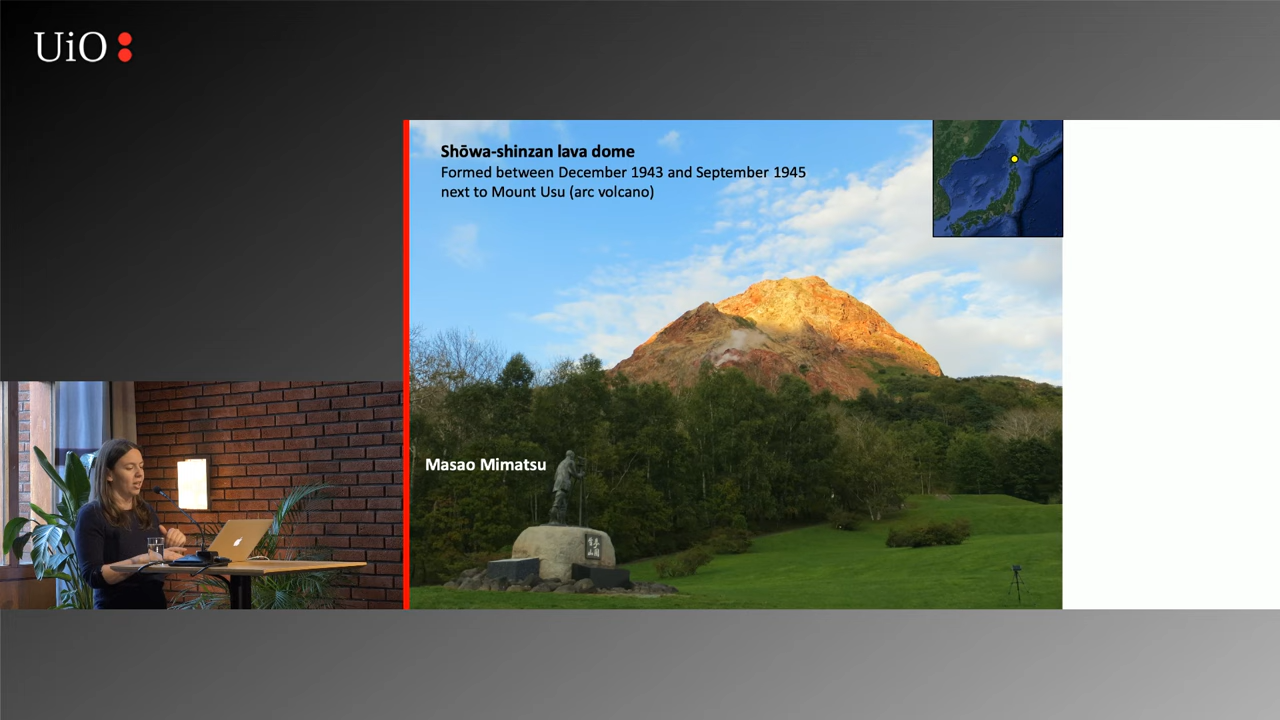 UiO
Shōwa-shinzan lava dome
Formed between December 1943 and September 1945
next to Mount Usu (arc volcano)
Masao Mimatsu